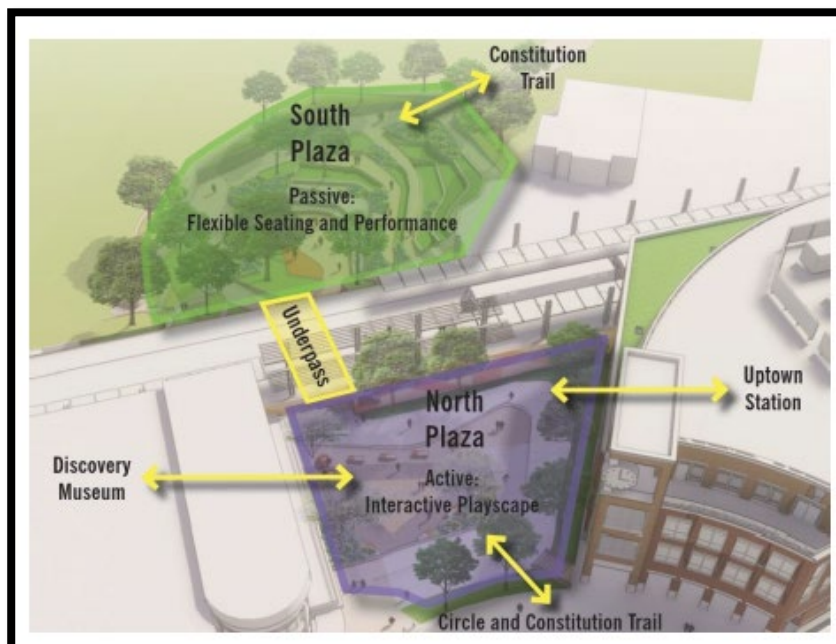 Constitution
Trail
South
Plaza
Passive:
Flexible Seating and Performance
Underpass
North
Plaza
Uptown
Station
Discovery
Museum
Active:
Interactive Playscape
Circle and Constitution Trail